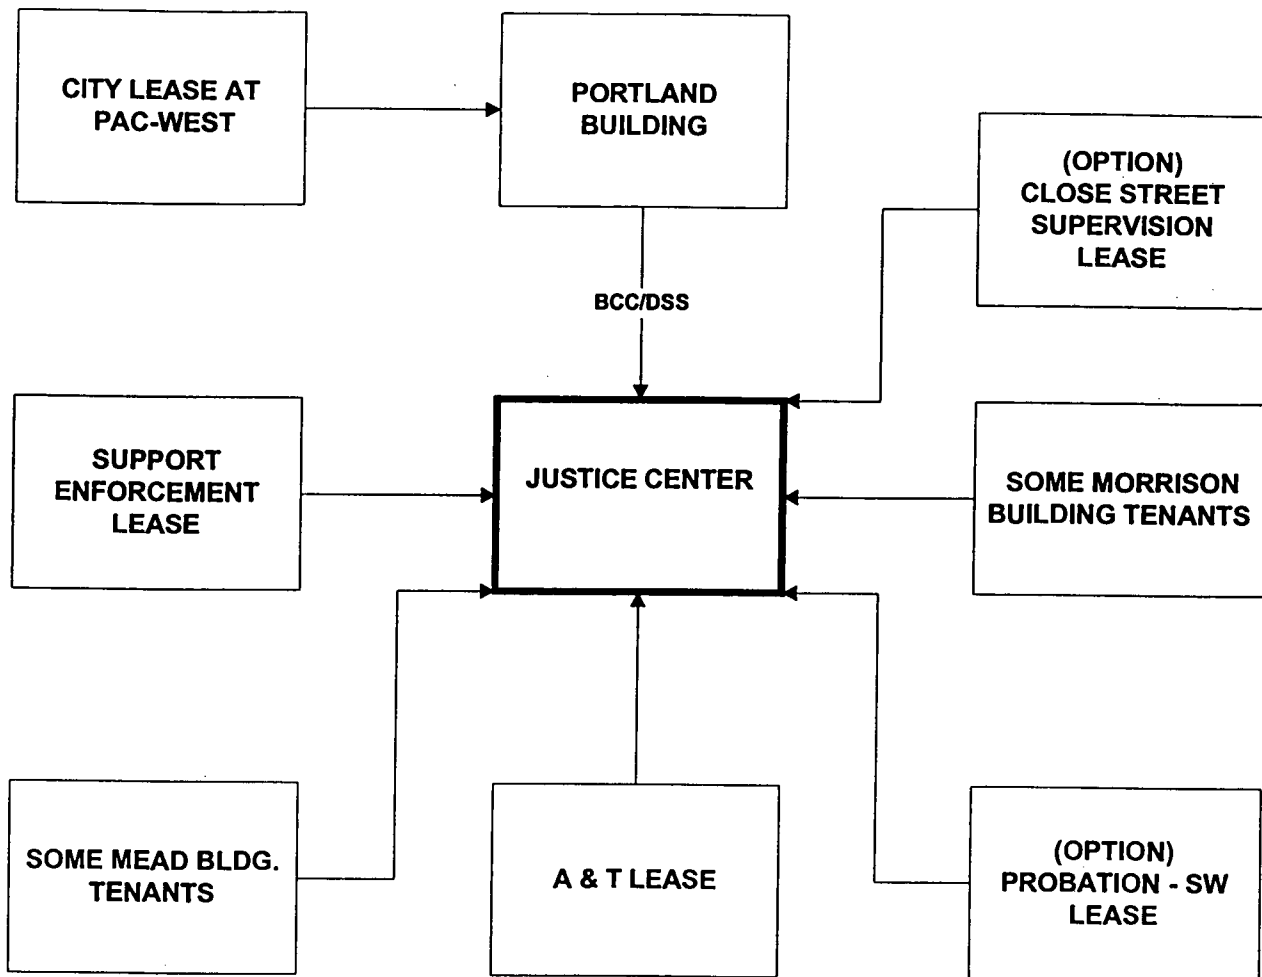 CITY LEASE AT
PAC-WEST
PORTLAND
BUILDING
(OPTION)
CLOSE STREET
SUPERVISION
LEASE
BCC/DSS
SUPPORT
ENFORCEMENT
LEASE
JUSTICE CENTER
SOME MORRISON
BUILDING TENANTS
SOME MEAD BLDG.
TENANTS
A & T LEASE
(OPTION)
PROBATION - SW
LEASE